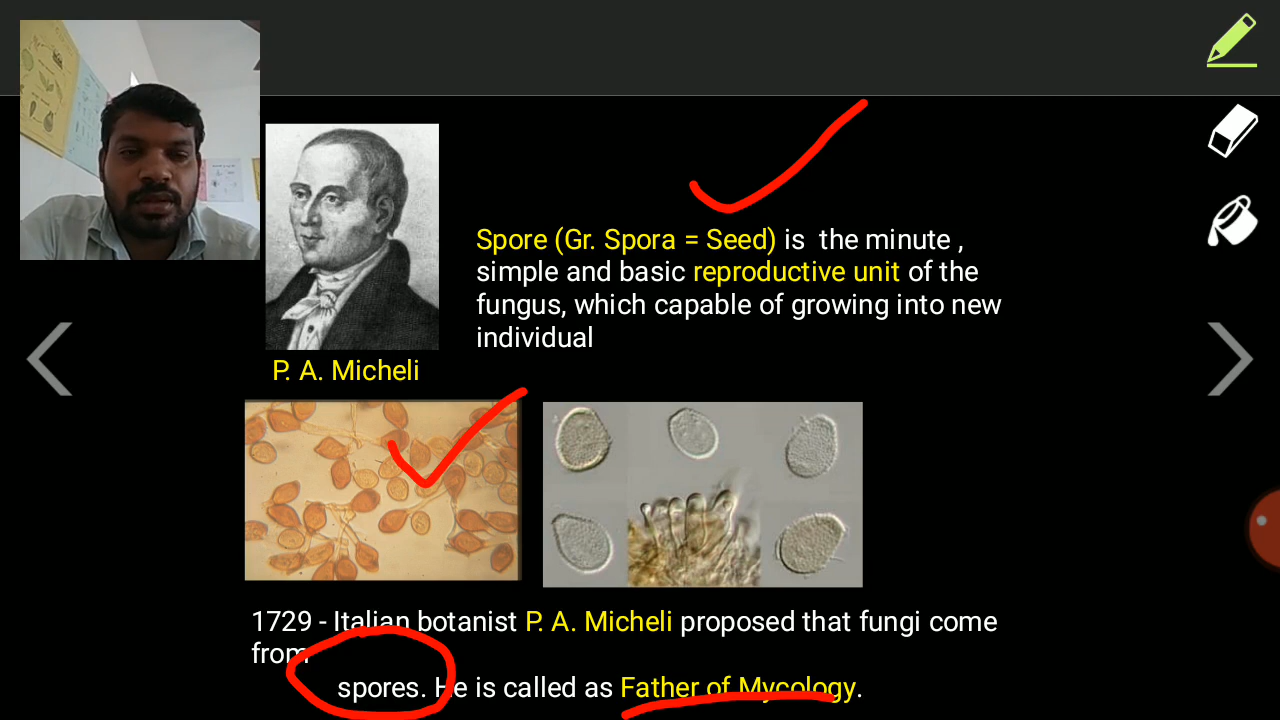 Spore (Gr. Spora = Seed) is the minute ,
simple and basic reproductive unit of the
fungus, which capable of growing into new
individual
P. A. Micheli
1729 - Italian botanist P. A. Micheli proposed that fungi come
from
spores. He is called as Father of Mycology.